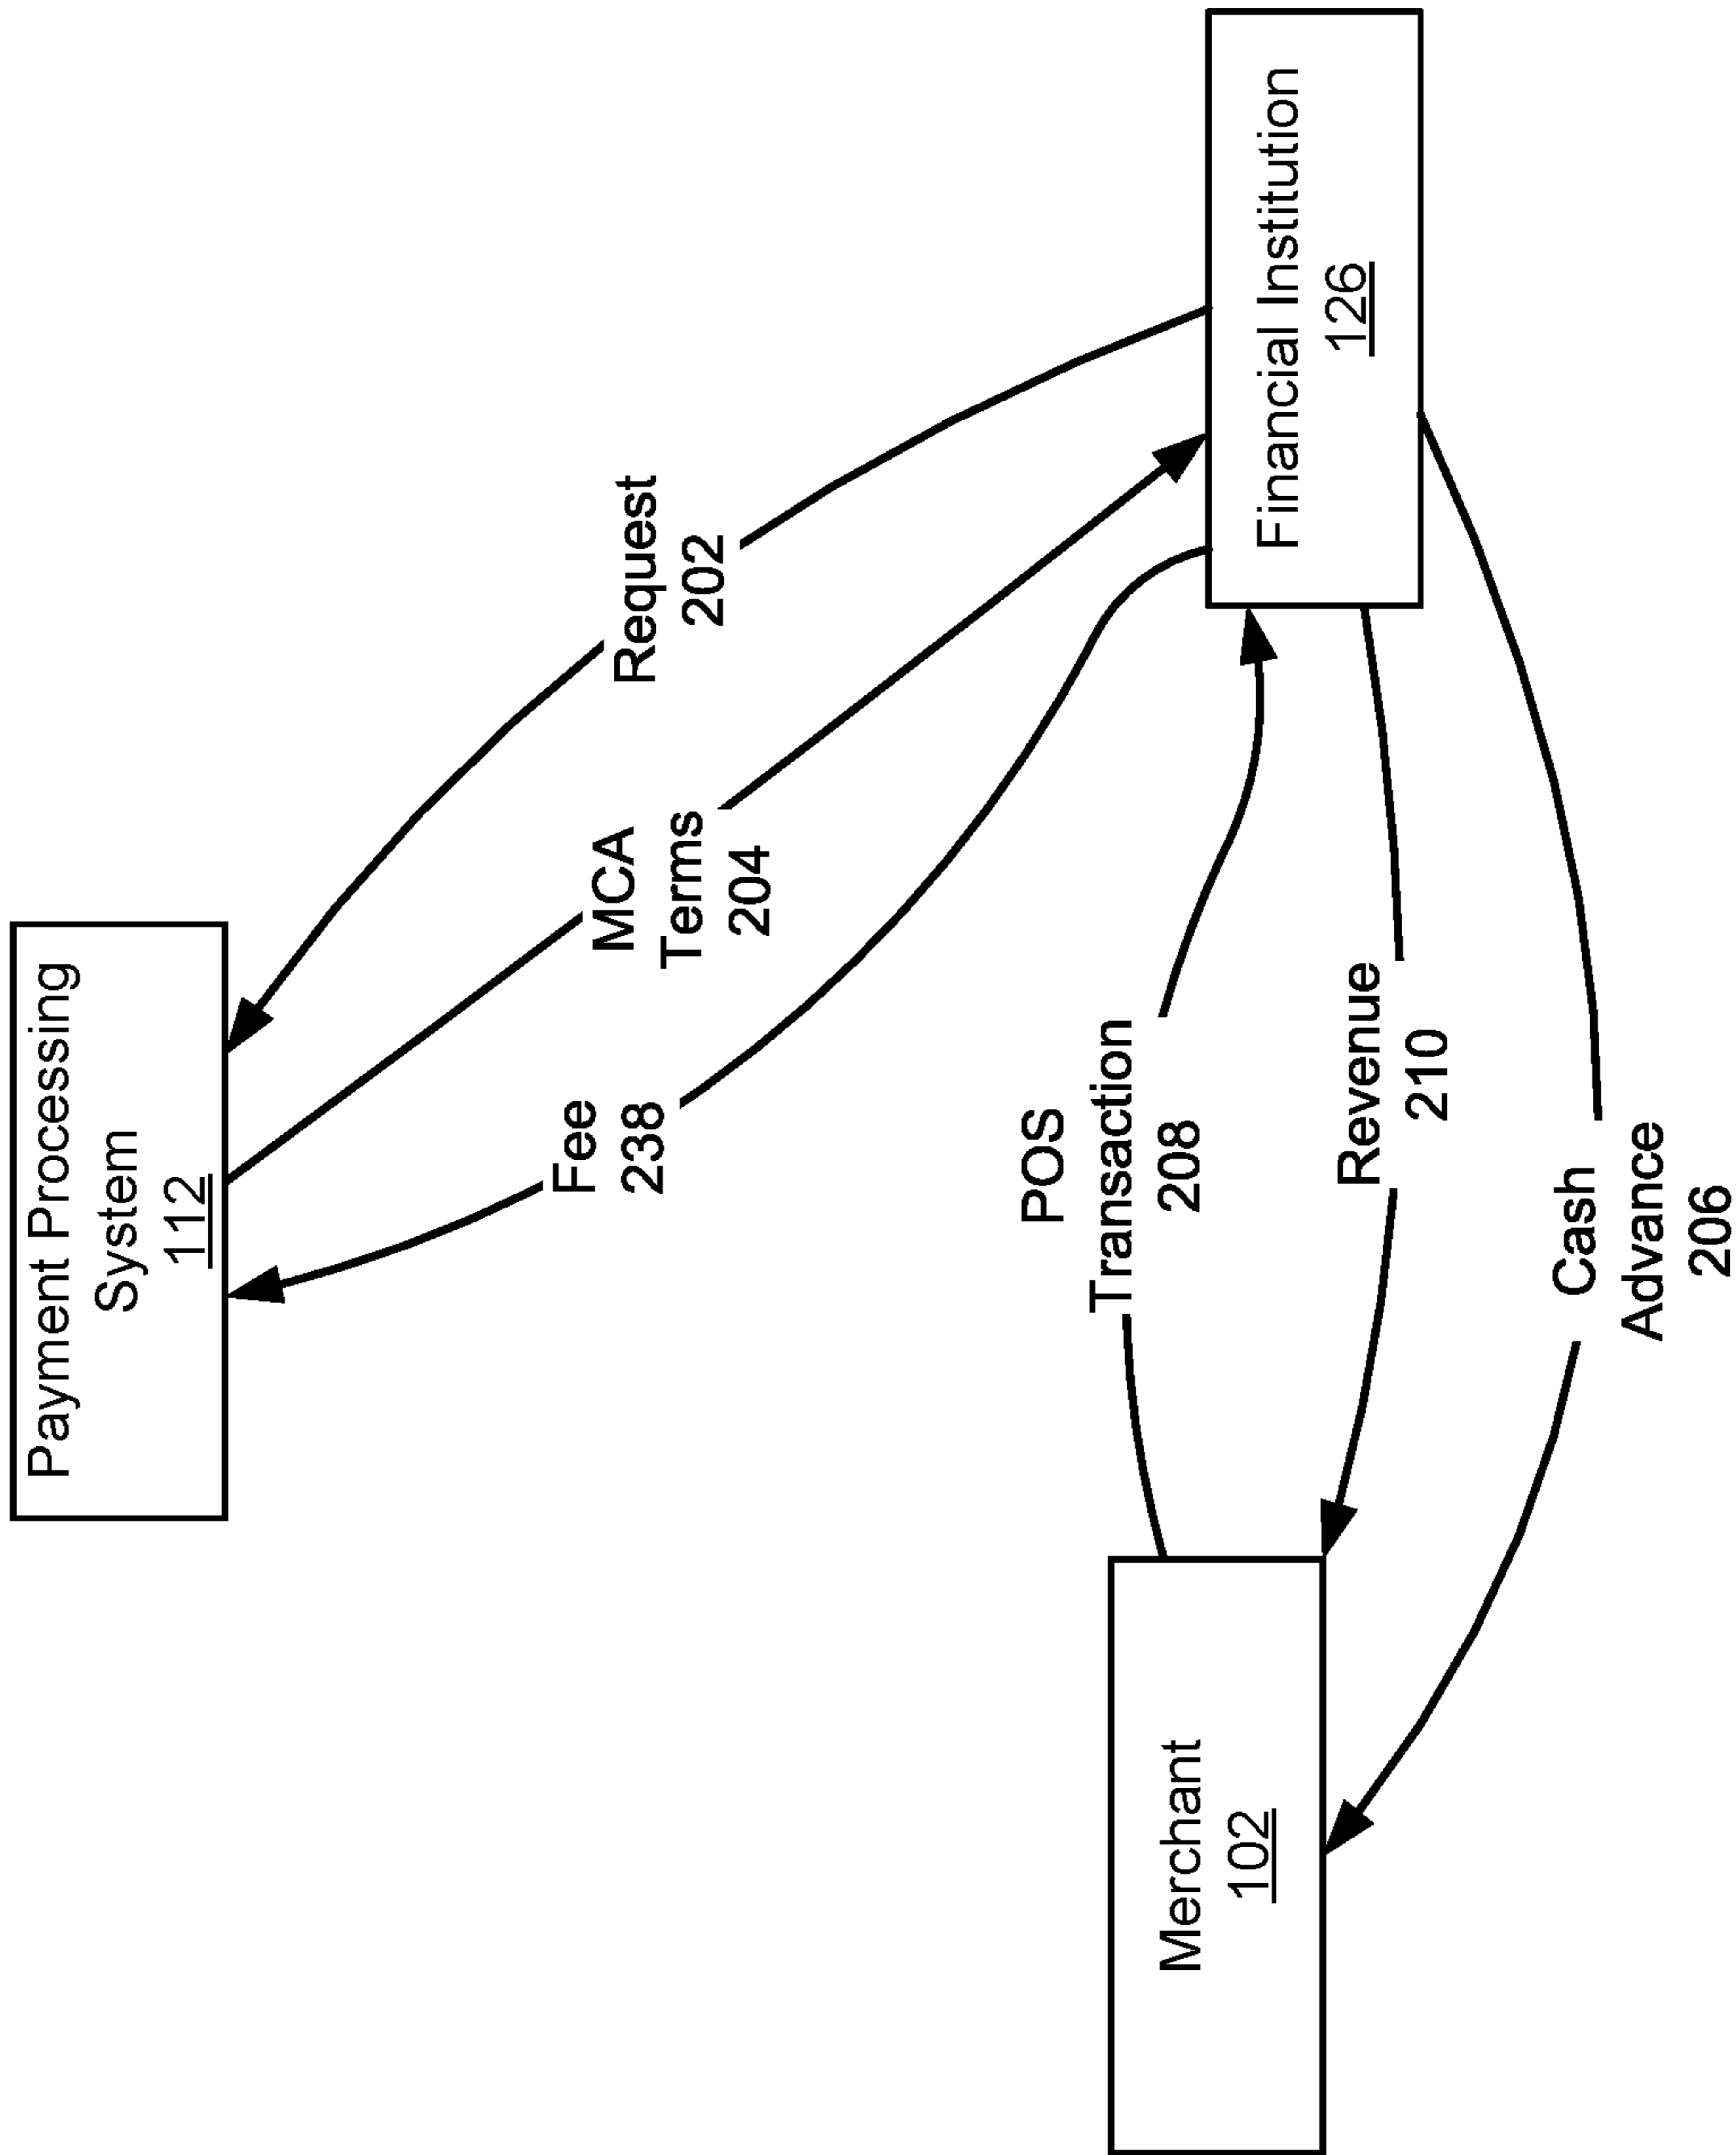 Payment Processing
System
112
Request
202
MCA
Terms
204
Fee
238
POS
Transaction
208
Revenue
210
Cash
Advance
206
Merchant
102
Financial Institution
126